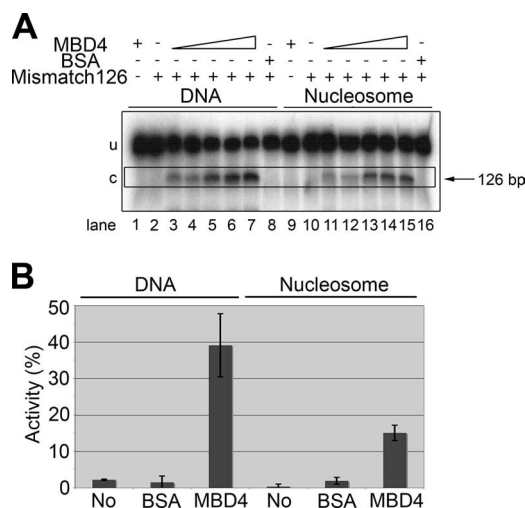 A
MBD4 + - - + - -
BSA + +
Mismatch126 - + + + + + + + - + + + + + + +
DNA Nucleosome
u
c 126 bp
lane 1 2 3 4 5 6 7 8 9 10 11 12 13 14 15 16
B
DNA Nucleosome
Activity (%)
50
40
30
20
10
0
No BSA MBD4 No BSA MBD4